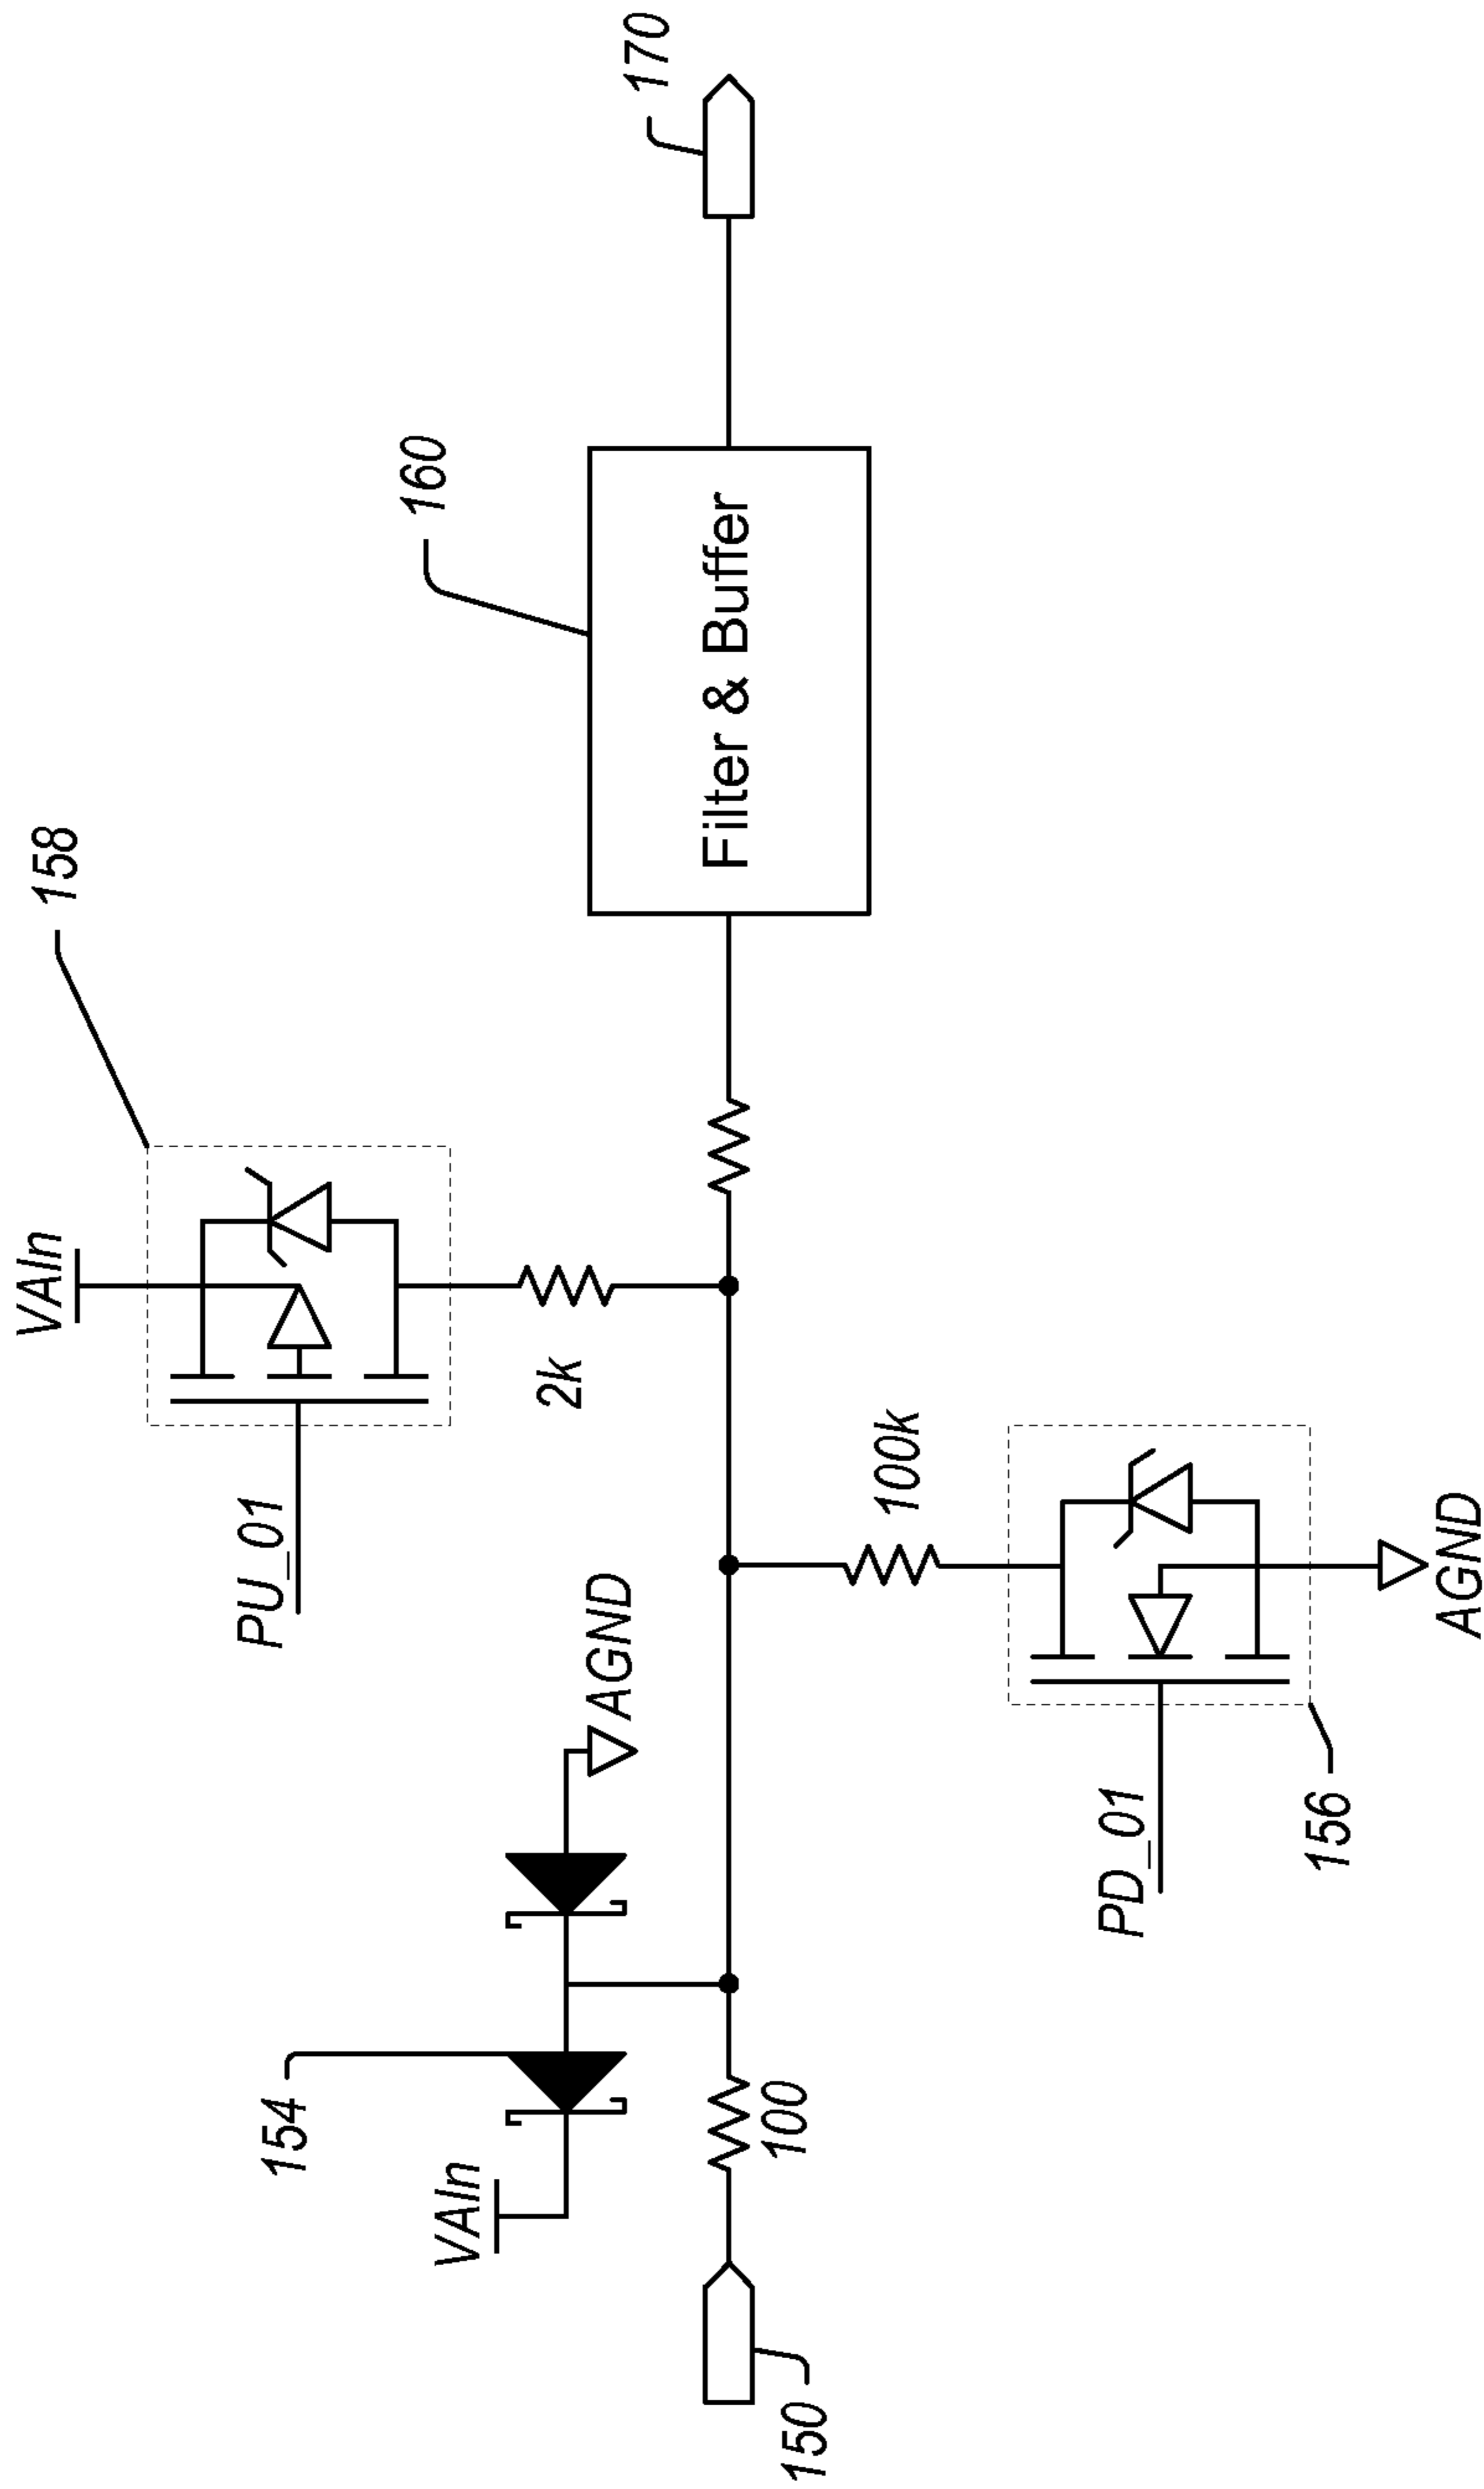 158
VAIn
160
170
PU_01
2k
154
VAIn
AGND
Filter & Buffer
150
100
100k
PD_01
156
AGND